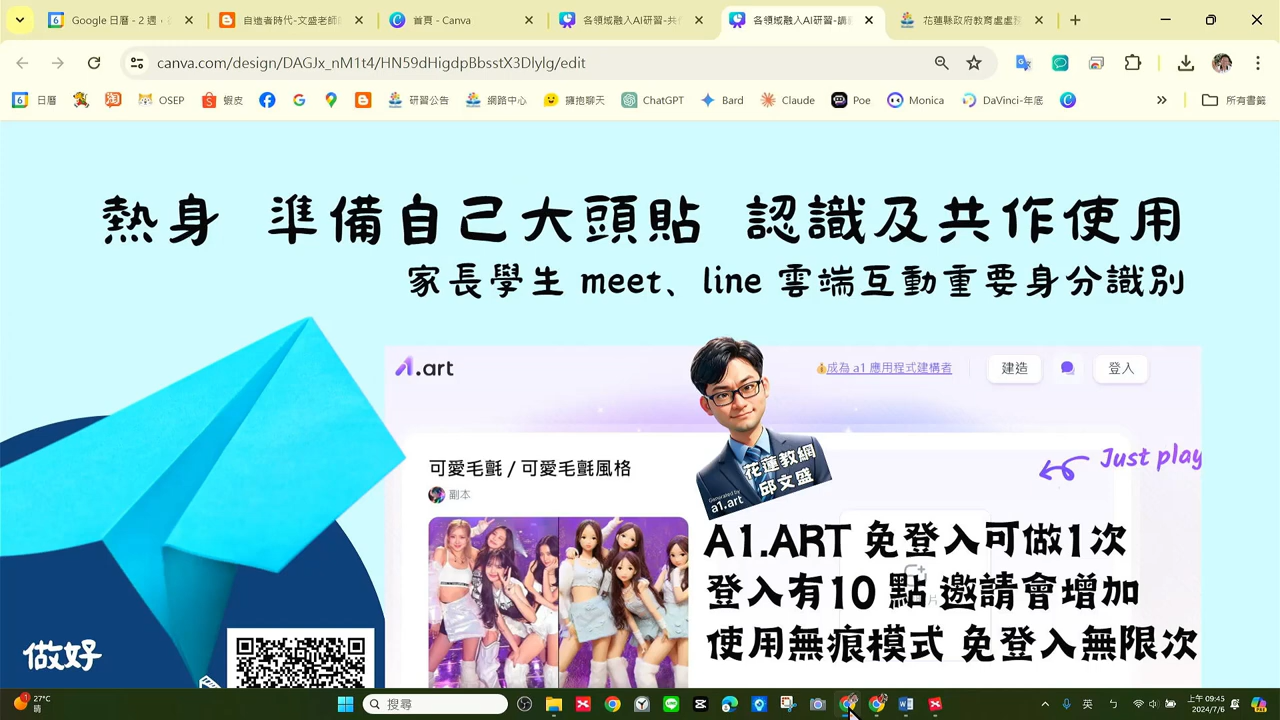 Google 日曆 - 2 週，
自造者時代-文盛老師
首頁 - Canva
各領域融入AI研習-共
各領域融入AI研習-講
花蓮縣政府教育處處
canva.com/design/DAGJx_nM1t4/HN59dHigdpBbsstX3Dlylg/edit
日曆
淘
OSEP
蝦皮
研習公告
網路中心
擁抱聊天
ChatGPT
Bard
Claude
Poe
Monica
DaVinci-年底
所有書籤
熱身 準備自己大頭貼 認識及共作使用
家長學生 meet、line 雲端互動重要身分識別
A1.art
成為 a1 應用程式建構者
建造
登入
可愛毛氈 / 可愛毛氈風格
副本
Just play
花蓮教網
邱文盛
Generated by
a1.art
A1.ART 免登入可做1次
登入有10 點 邀請會增加
使用無痕模式 免登入無限次
做好
27°C
晴
搜尋
英
上午 09:45
2024/7/6